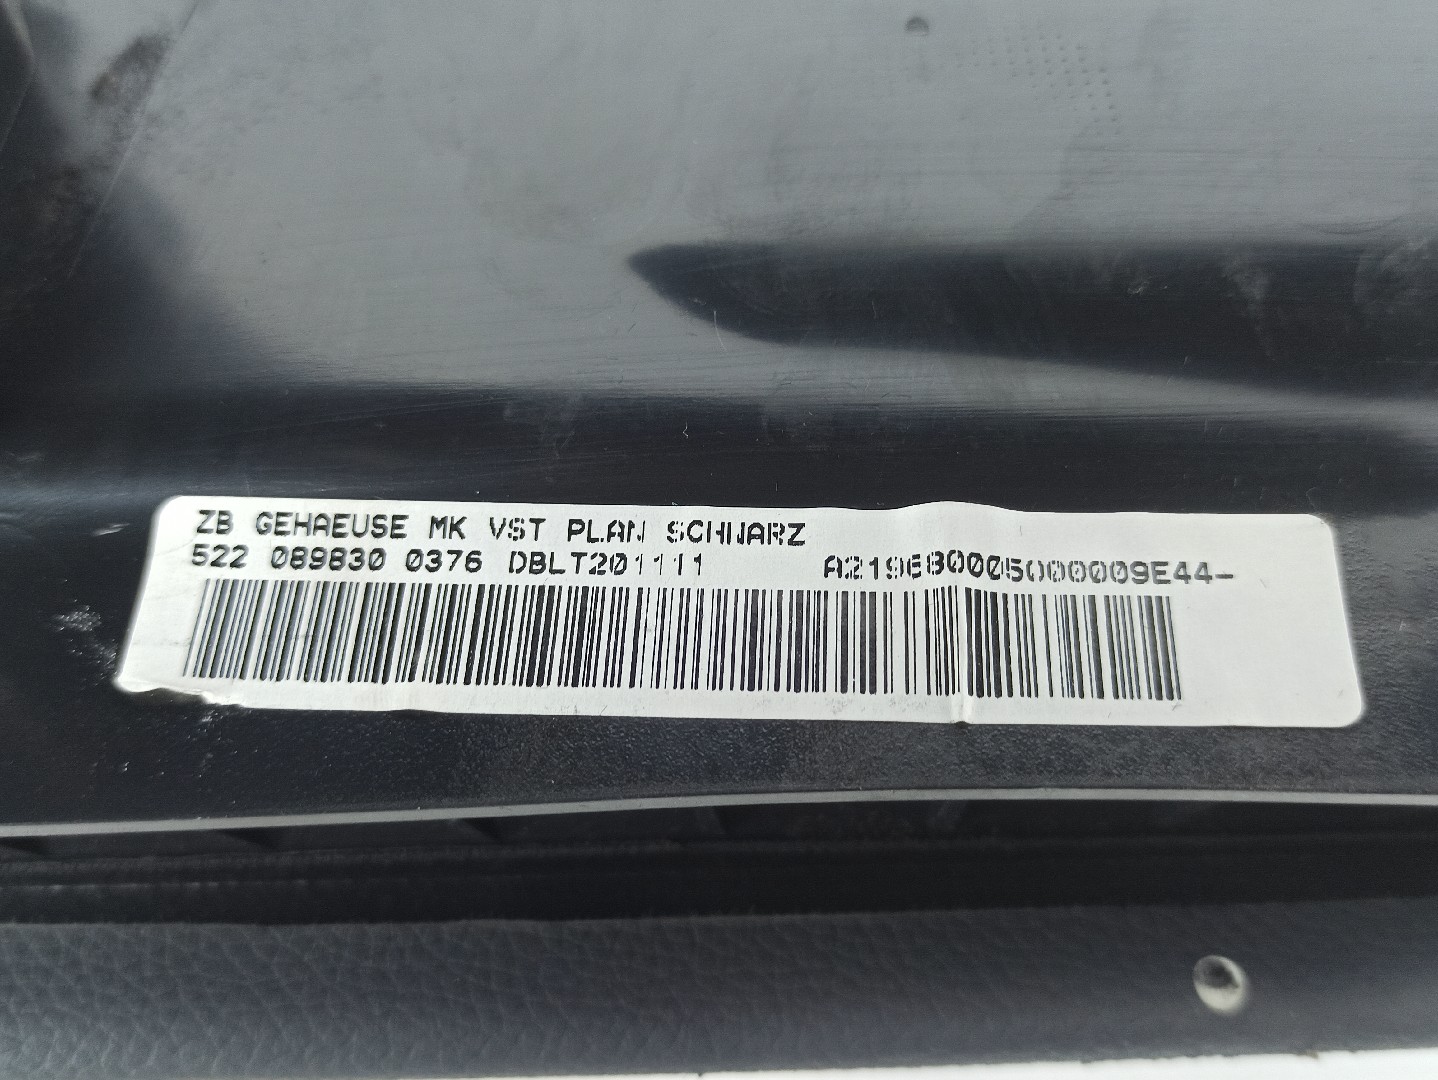 ZB GEHAEUSE MK VST PLAN SCHWARZ
522 089830 0376 DBLT201111 A2196800050000009E44-